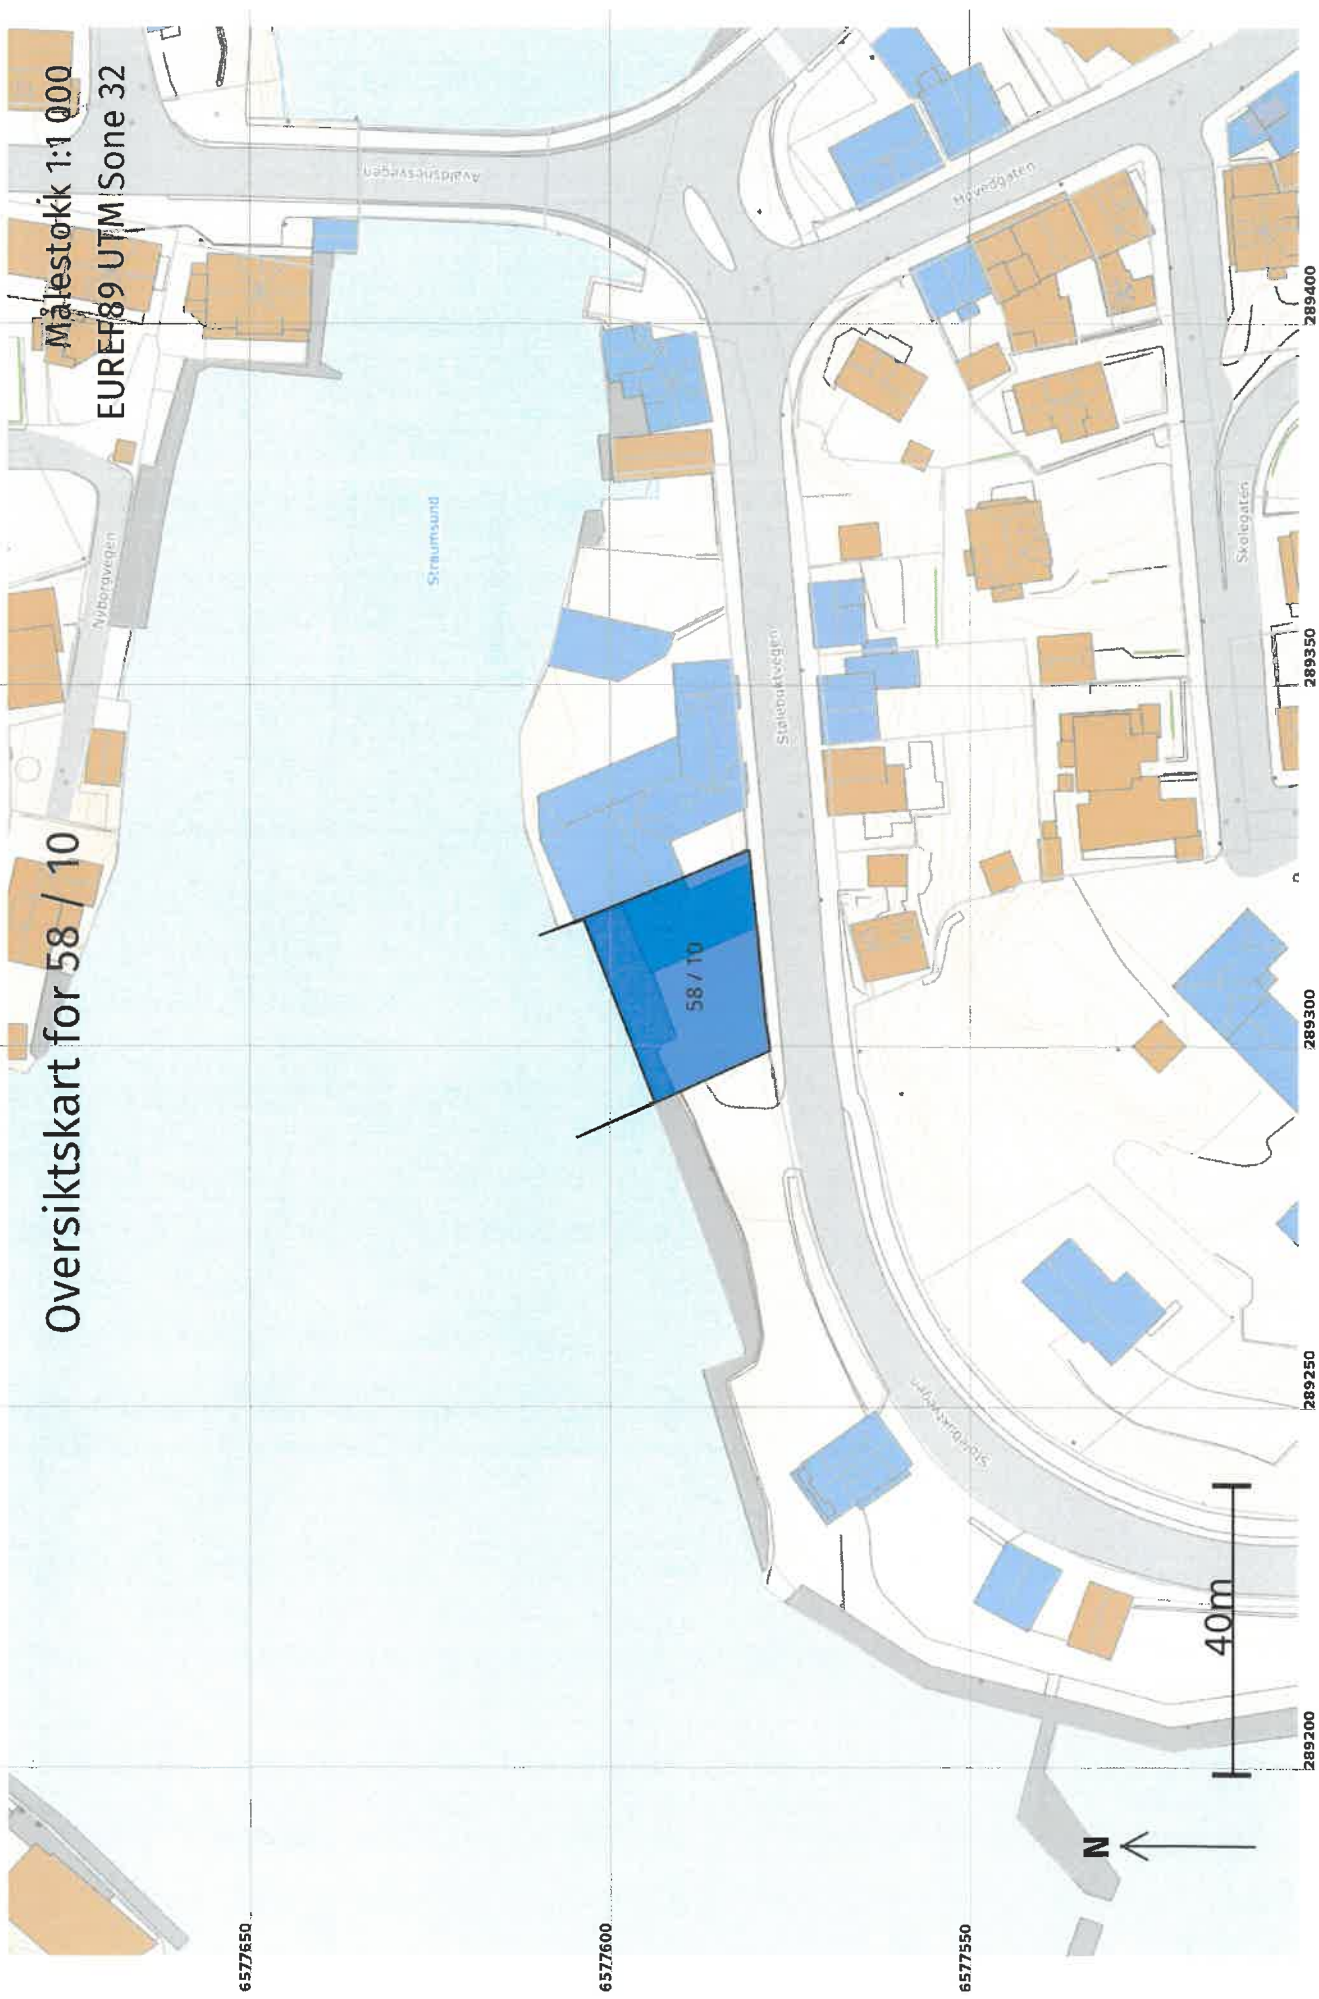 Oversiktskart for 58 / 10
Målestokk 1:1 000
EUREF89 UTM Sone 32
Nyborgvegen
Avaldsnesvegen
Straumsund
58 / 10
Stølebuktvegen
Hovedgaten
Skolegaten
Stølebuktvegen
N
40m
6577650
6577600
6577550
289200
289250
289300
289350
289400